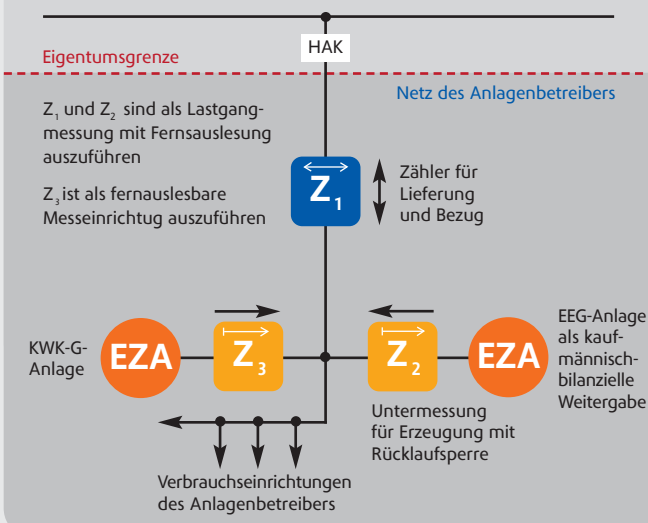 HAK
Eigentumsgrenze
Netz des Anlagenbetreibers
Z₁ und Z₂ sind als Lastgang-
messung mit Fernsauslesung
auszuführen
Z₃ ist als fernauslesbare
Messeinrichtug auszuführen
Z₁
Zähler für
Lieferung
und Bezug
KWK-G-
Anlage
EZA
Z₃
Z₂
EZA
EEG-Anlage
als kauf-
männisch-
bilanzielle
Weitergabe
Untermessung
für Erzeugung mit
Rücklaufsperre
Verbrauchseinrichtungen
des Anlagenbetreibers